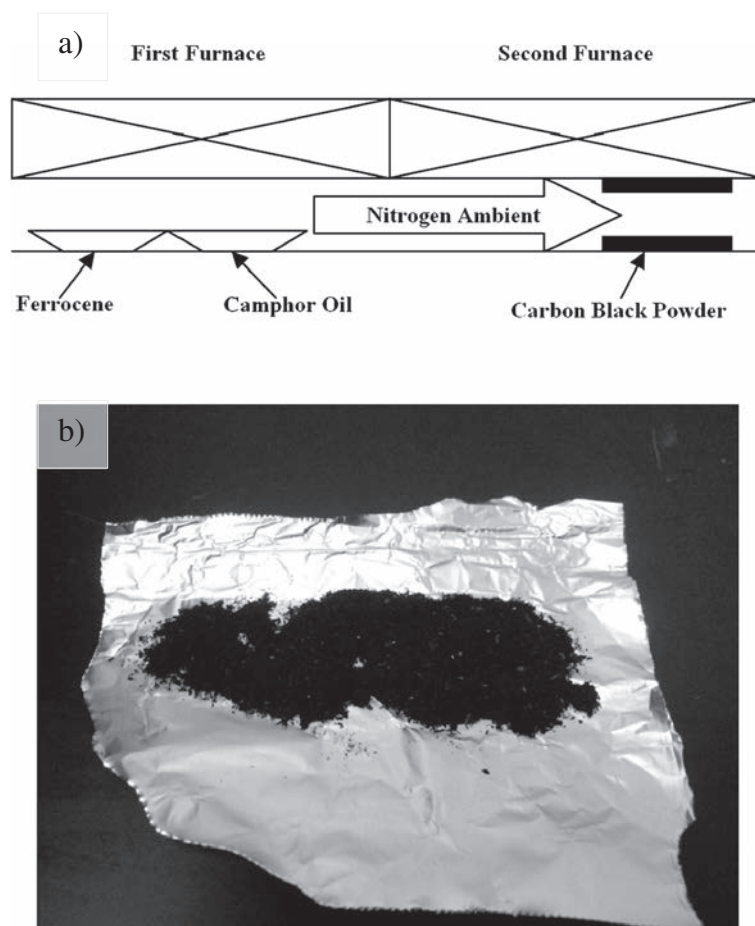 a)
First Furnace
Second Furnace
Nitrogen Ambient
Ferrocene
Camphor Oil
Carbon Black Powder
b)